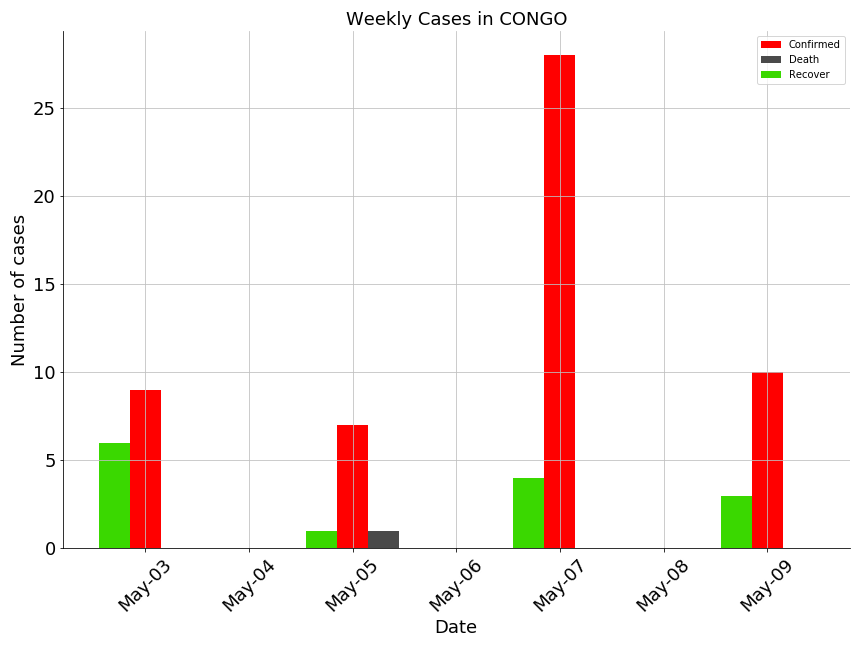 Weekly Cases in CONGO
Confirmed
Death
Recover
Number of cases
25
20
15
10
5
0
May-03
May-04
May-05
May-06
May-07
May-08
May-09
Date